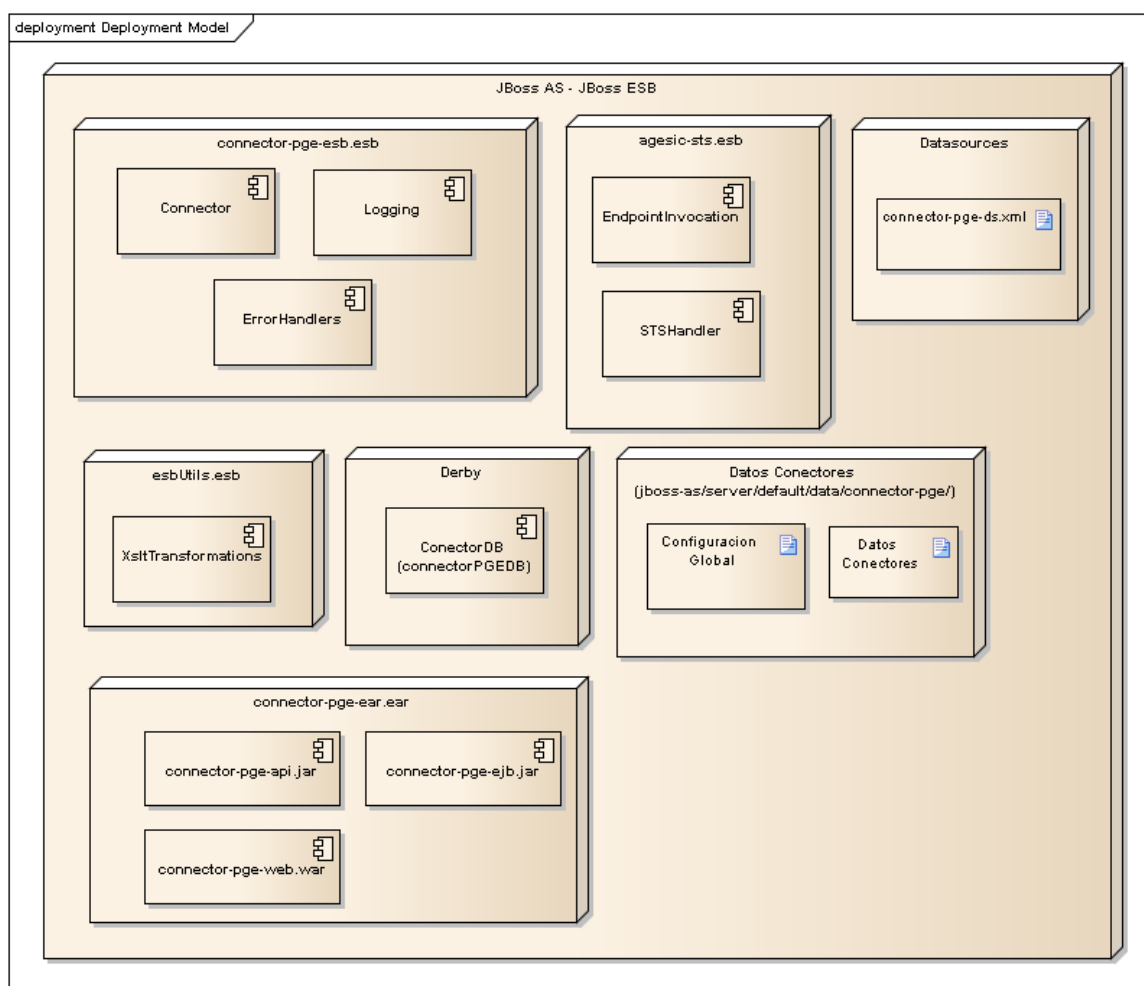 deployment Deployment Model
JBoss AS - JBoss ESB
connector-pge-esb.esb
Connector
Logging
ErrorHandlers
agesic-sts.esb
EndpointInvocation
STSHandler
Datasources
connector-pge-ds.xml
esbUtils.esb
XsltTransformations
Derby
ConectorDB
(connectorPGEDB)
Datos Conectores
(jboss-as/server/default/data/connector-pge/)
Configuracion
Global
Datos
Conectores
connector-pge-ear.ear
connector-pge-api.jar
connector-pge-ejb.jar
connector-pge-web.war